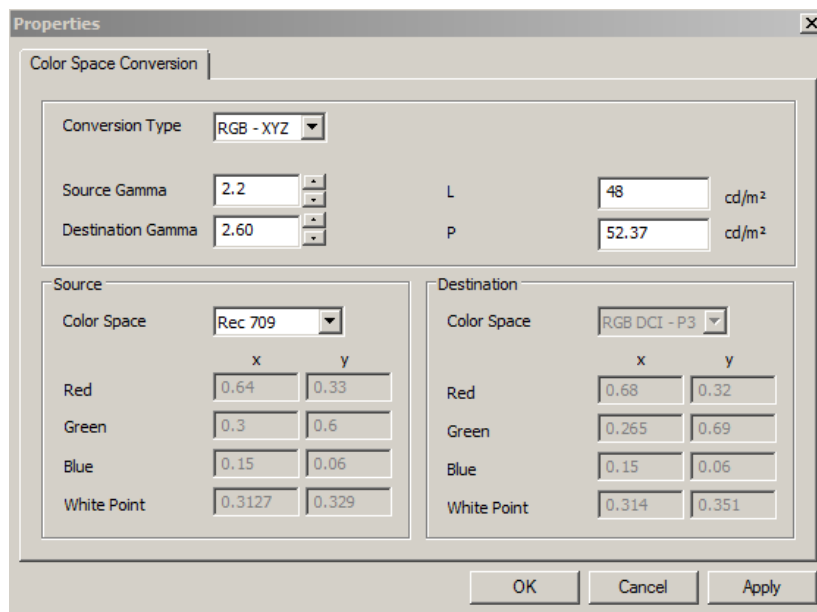 Properties
Color Space Conversion
Conversion Type RGB - XYZ
Source Gamma 2.2 L 48 cd/m²
Destination Gamma 2.60 P 52.37 cd/m²
Source Destination
Color Space Rec 709 Color Space RGB DCI - P3
x y x y
Red 0.64 0.33 Red 0.68 0.32
Green 0.3 0.6 Green 0.265 0.69
Blue 0.15 0.06 Blue 0.15 0.06
White Point 0.3127 0.329 White Point 0.314 0.351
OK Cancel Apply